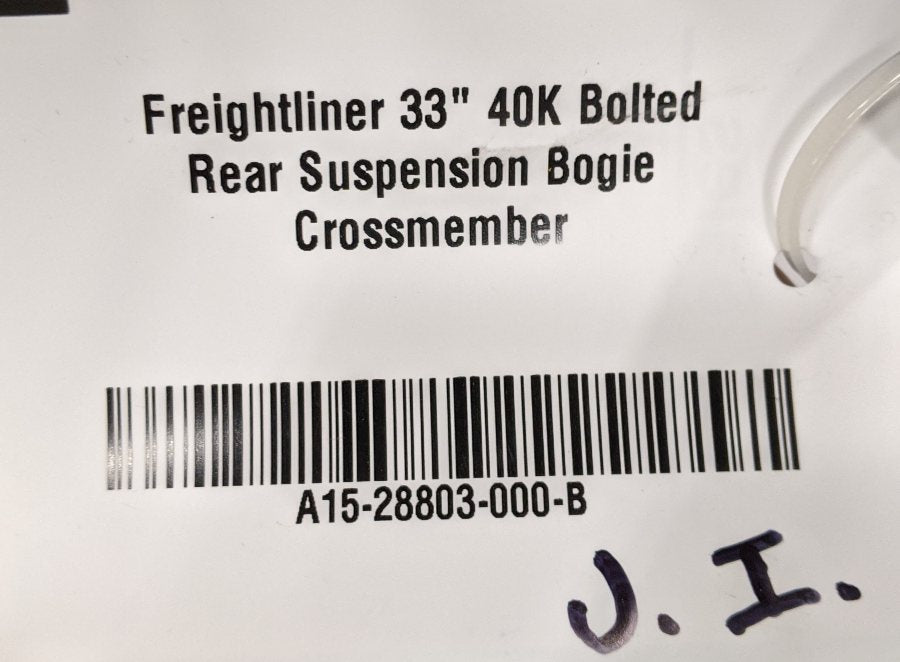 Freightliner 33" 40K Bolted
Rear Suspension Bogie
Crossmember
A15-28803-000-B
J. I.